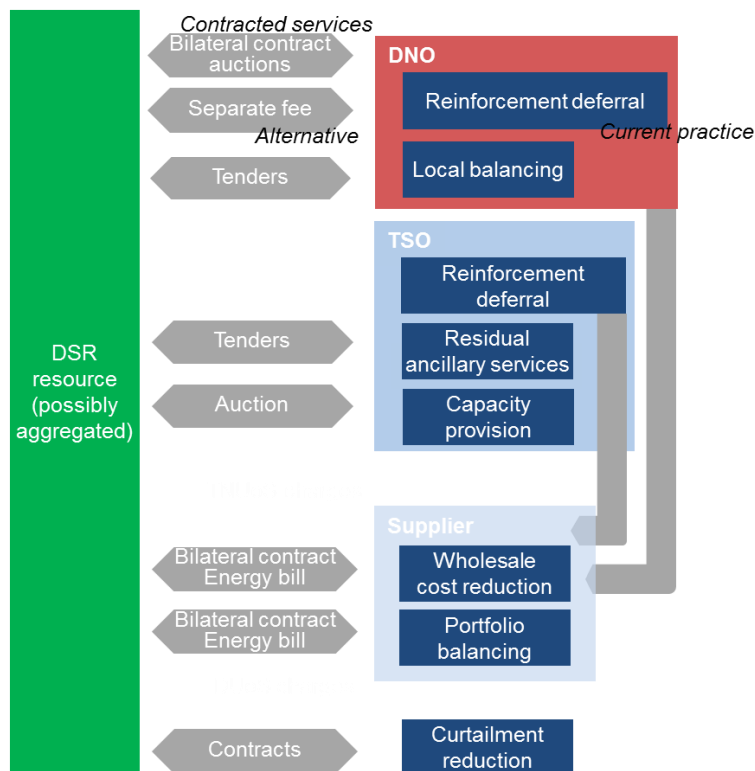 Contracted services
Bilateral contract
auctions
DNO
Separate fee
Reinforcement deferral
Alternative
Current practice
Tenders
Local balancing
TSO
Reinforcement
deferral
DSR
resource
(possibly
aggregated)
Tenders
Residual
ancillary services
Auction
Capacity
provision
Supplier
Bilateral contract
Energy bill
Wholesale
cost reduction
Bilateral contract
Energy bill
Portfolio
balancing
Contracts
Curtailment
reduction